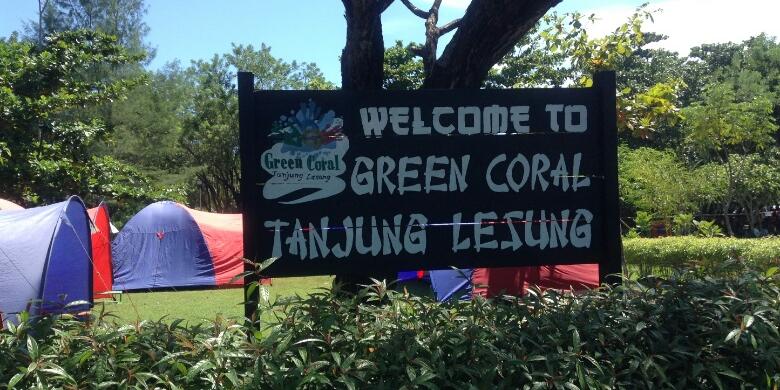 WELCOME TO
Green Coral
Tanjung Lesung
GREEN CORAL
TANJUNG LESUNG